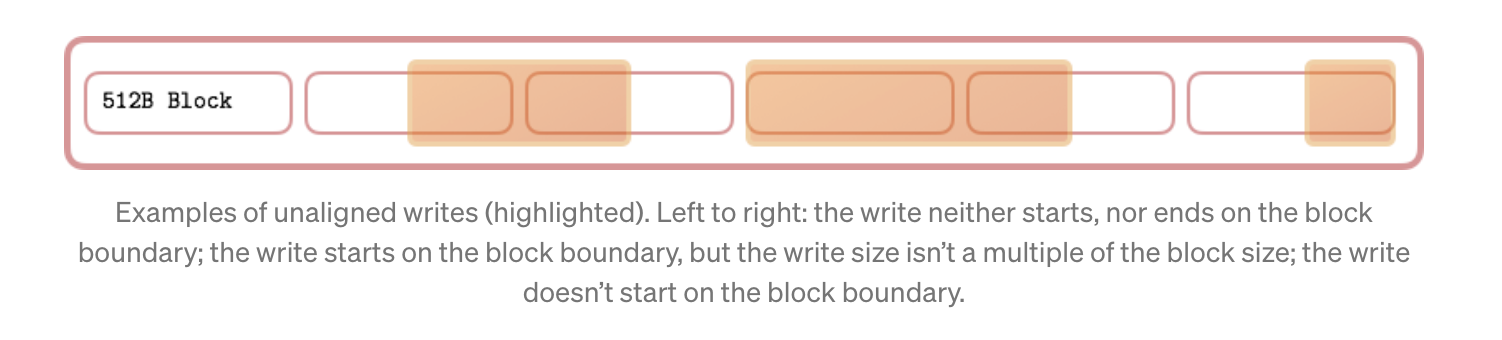 512B Block
Examples of unaligned writes (highlighted). Left to right: the write neither starts, nor ends on the block
boundary; the write starts on the block boundary, but the write size isn’t a multiple of the block size; the write
doesn’t start on the block boundary.